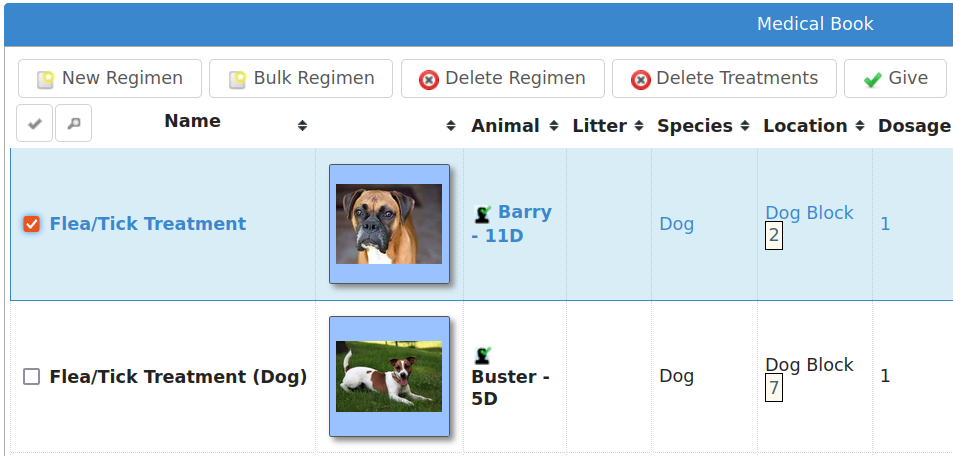 Medical Book
New Regimen Bulk Regimen Delete Regimen Delete Treatments Give
Name Animal Litter Species Location Dosage
Flea/Tick Treatment Barry - 11D Dog Dog Block 2 1
Flea/Tick Treatment (Dog) Buster - 5D Dog Dog Block 7 1